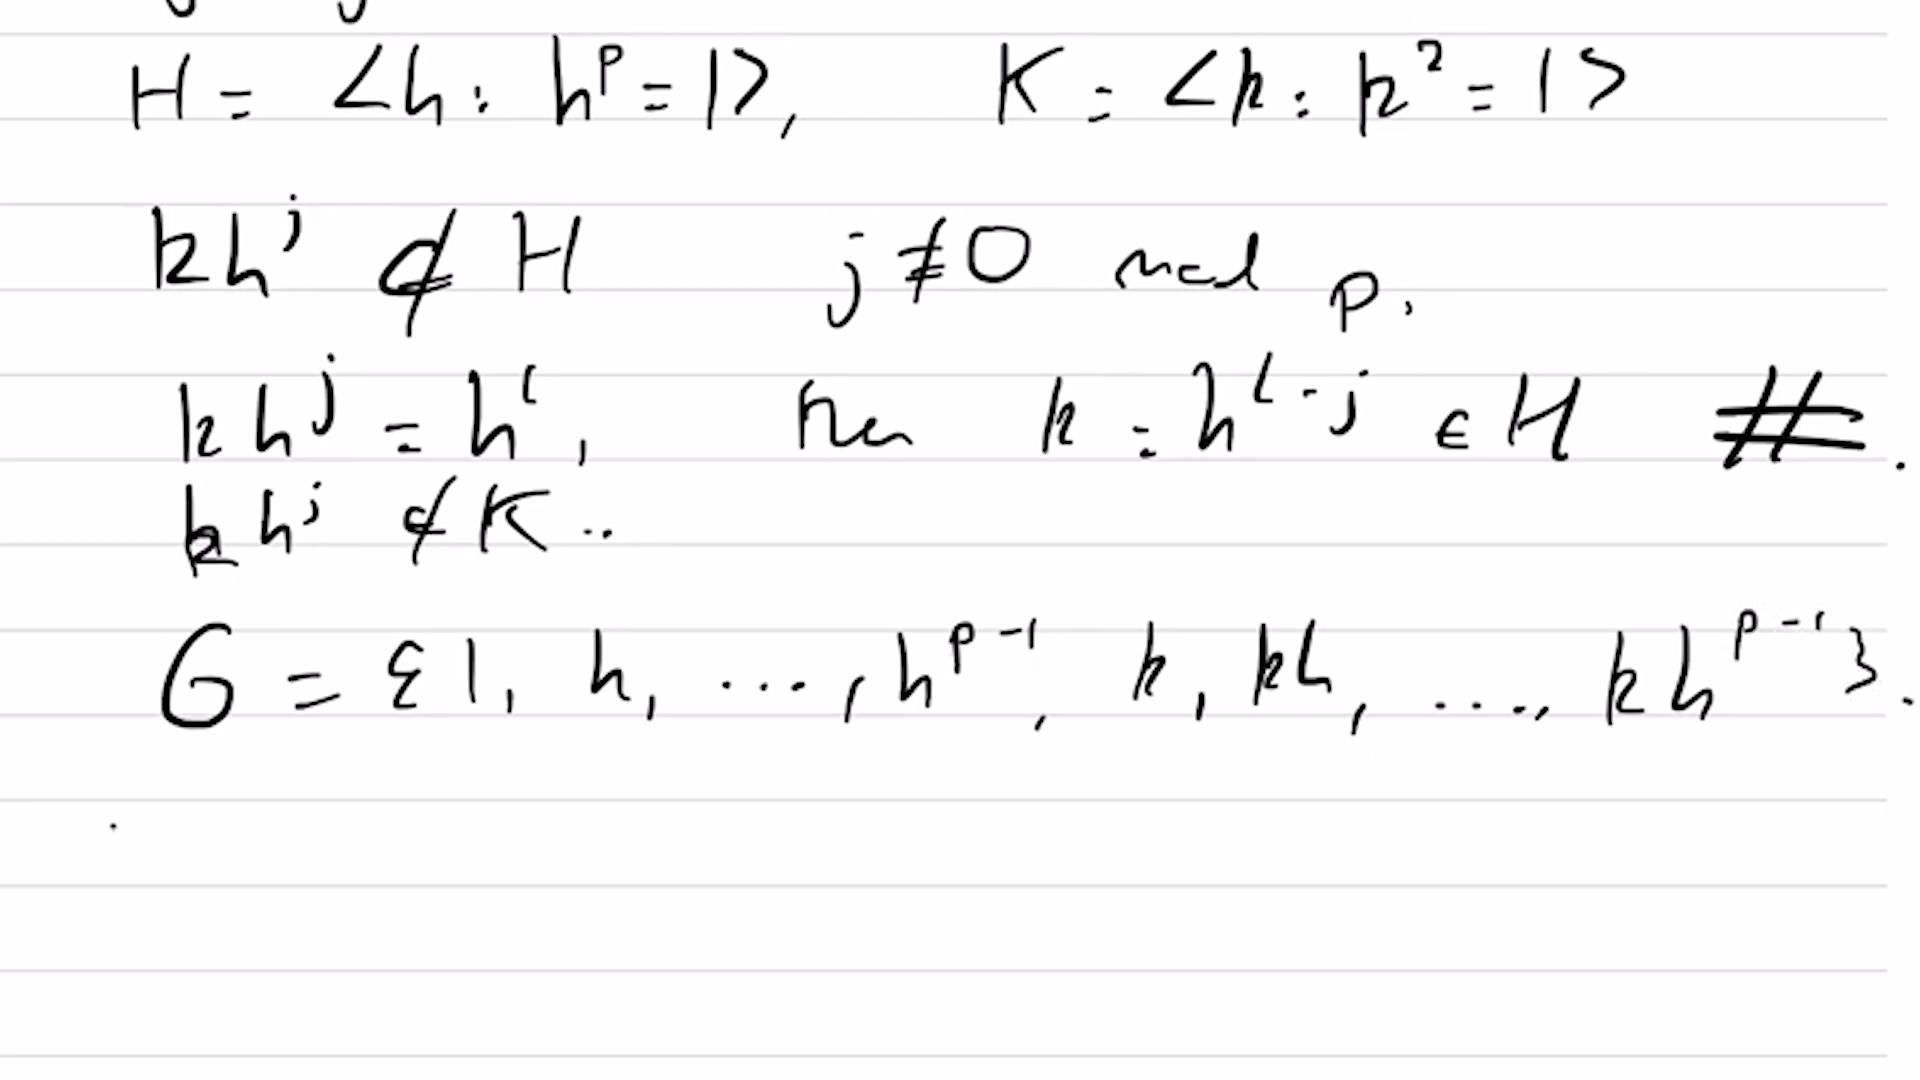 H = <h : h^p = 1>, K = <k : k^2 = 1>
kh^j ∉ H j ≢ 0 mod p.
kh^j = h^l, then k = h^{l-j} ∈ H #.
kh^j ∉ K ..
G = {1, h, ..., h^{p-1}, k, kh, ...., kh^{p-1}}.